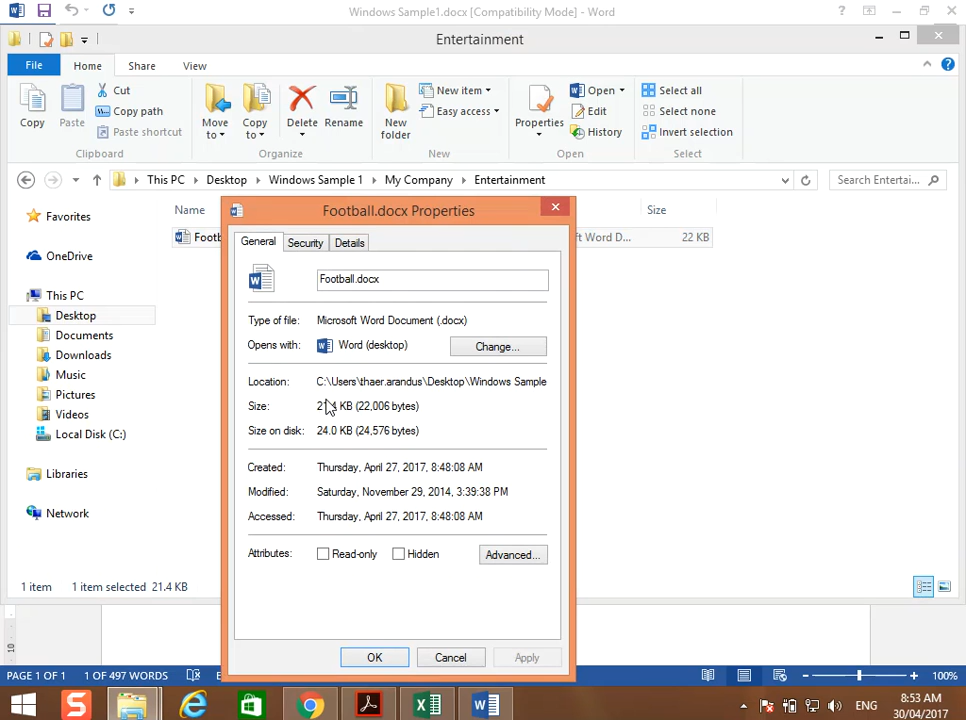 Windows Sample1.docx [Compatibility Mode] - Word
Entertainment
File Home Share View
Copy Paste Cut Copy path Paste shortcut Move to Copy to Delete Rename New folder New item Easy access Properties Open Edit History Select all Select none Invert selection
Clipboard Organize New Open Select
This PC Desktop Windows Sample 1 My Company Entertainment Search Entertai...
Favorites
OneDrive
This PC
Desktop
Documents
Downloads
Music
Pictures
Videos
Local Disk (C:)
Libraries
Network
Name Size
22 KB
Football.docx Properties
General Security Details
Football.docx
Type of file: Microsoft Word Document (.docx)
Opens with: Word (desktop) Change...
Location: C:\Users\thaer.arandus\Desktop\Windows Sample
Size: KB (22,006 bytes)
Size on disk: 24.0 KB (24,576 bytes)
Created: Thursday, April 27, 2017, 8:48:08 AM
Modified: Saturday, November 29, 2014, 3:39:38 PM
Accessed: Thursday, April 27, 2017, 8:48:08 AM
Attributes: Read-only Hidden Advanced...
OK Cancel Apply
1 item 1 item selected 21.4 KB
10
PAGE 1 OF 1 1 OF 497 WORDS 100%
ENG
8:53 AM
30/04/2017